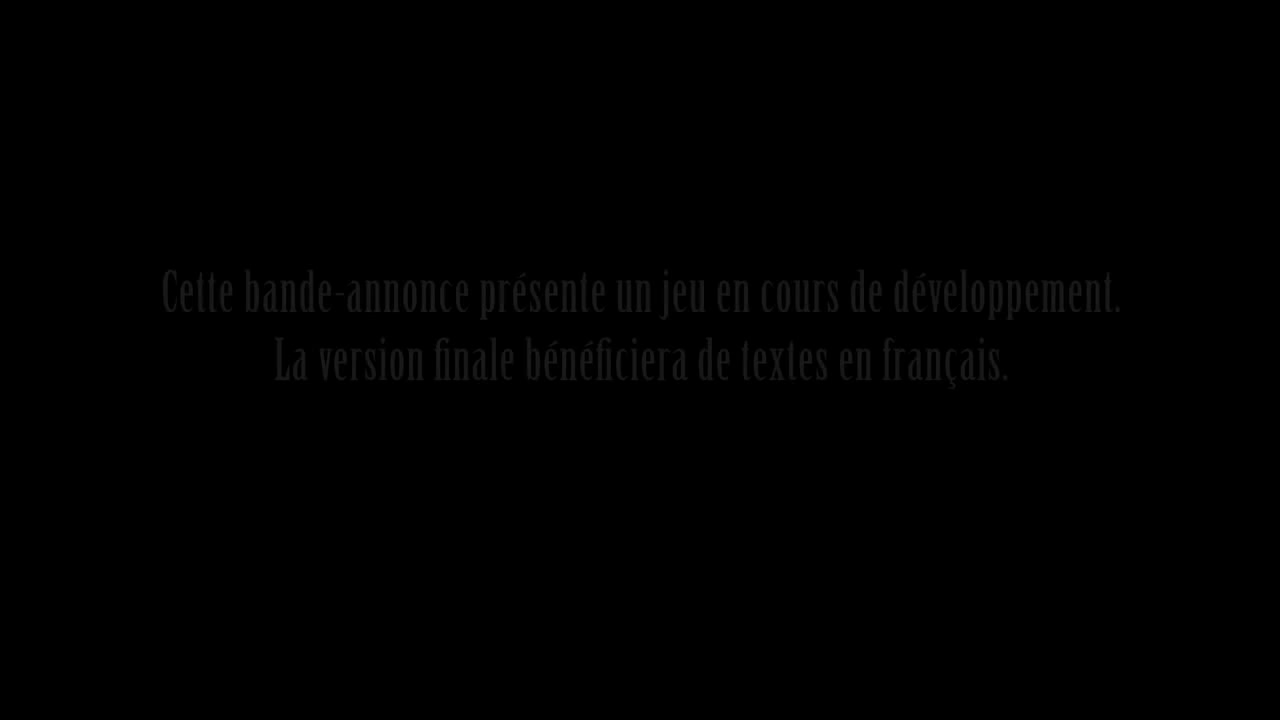 Cette bande-annonce présente un jeu en cours de développement.
La version finale bénéficiera de textes en français.